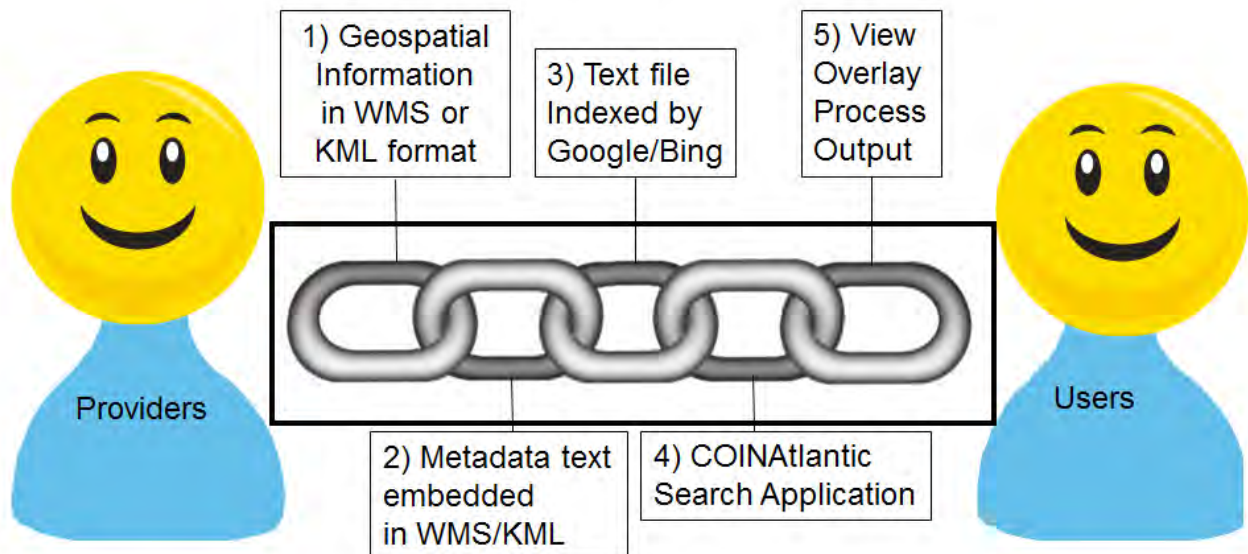 1) Geospatial
Information
in WMS or
KML format
3) Text file
Indexed by
Google/Bing
5) View
Overlay
Process
Output
Providers
Users
2) Metadata text
embedded
in WMS/KML
4) COINAtlantic
Search Application